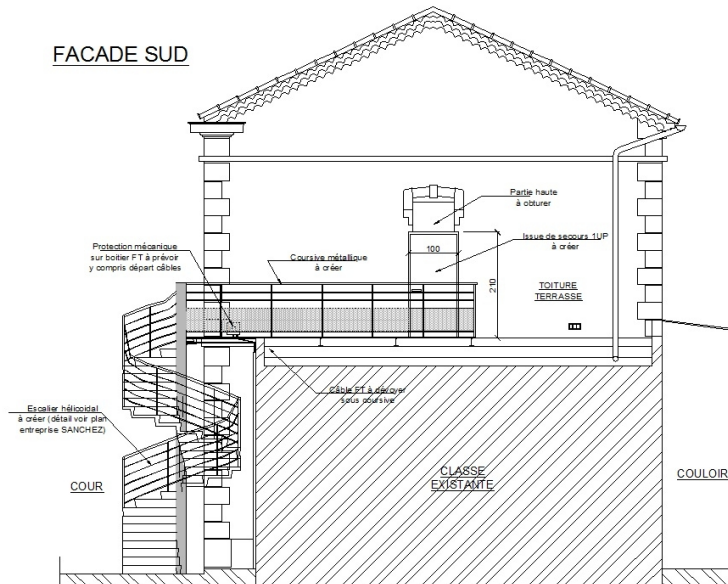 FACADE SUD
Partie haute
à obturer
Protection mécanique
sur boitier FT à prévoir
y compris départ câbles
Coursive métallique
à créer
Issue de secours 1UP
à créer
100
210
TOITURE
TERRASSE
Câble FT à dévoyer
sous coursive
Escalier hélicoidal
à créer (détail voir plan
entreprise SANCHEZ)
COUR
CLASSE
EXISTANTE
COULOIR